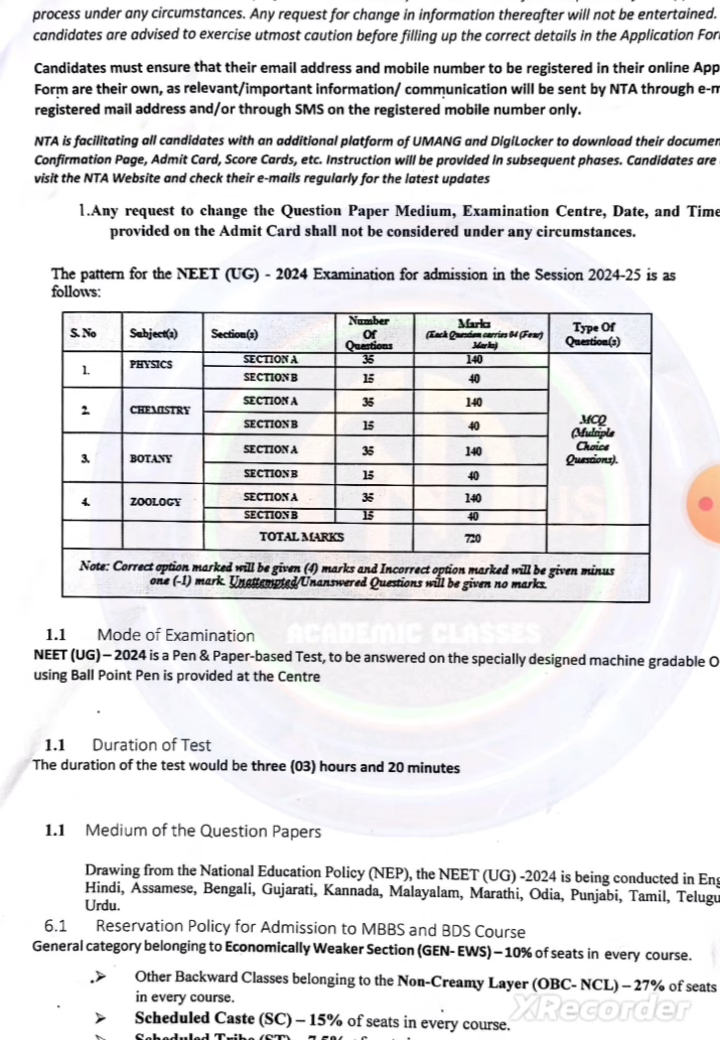 process under any circumstances. Any request for change in information thereafter will not be entertained.
candidates are advised to exercise utmost caution before filling up the correct details in the Application For
Candidates must ensure that their email address and mobile number to be registered in their online App
Form are their own, as relevant/important information/ communication will be sent by NTA through e-m
registered mail address and/or through SMS on the registered mobile number only.
NTA is facilitating all candidates with an additional platform of UMANG and DigiLocker to download their documen
Confirmation Page, Admit Card, Score Cards, etc. Instruction will be provided in subsequent phases. Candidates are
visit the NTA Website and check their e-mails regularly for the latest updates
1.Any request to change the Question Paper Medium, Examination Centre, Date, and Time
provided on the Admit Card shall not be considered under any circumstances.
The pattern for the NEET (UG) - 2024 Examination for admission in the Session 2024-25 is as
follows:
S. No Subject(s) Section(s) Number Of Questions Marks (Each Question carries 04 (Four) Marks) Type Of Question(s)
1. PHYSICS SECTION A 35 140
SECTION B 15 40
2. CHEMISTRY SECTION A 35 140
SECTION B 15 40
MCQ (Multiple Choice Questions).
3. BOTANY SECTION A 35 140
SECTION B 15 40
4. ZOOLOGY SECTION A 35 140
SECTION B 15 40
TOTAL MARKS 720
Note: Correct option marked will be given (4) marks and Incorrect option marked will be given minus
one (-1) mark. Unattempted/Unanswered Questions will be given no marks.
ACADEMIC CLASSES
1.1 Mode of Examination
NEET (UG) – 2024 is a Pen & Paper-based Test, to be answered on the specially designed machine gradable O
using Ball Point Pen is provided at the Centre
1.1 Duration of Test
The duration of the test would be three (03) hours and 20 minutes
1.1 Medium of the Question Papers
Drawing from the National Education Policy (NEP), the NEET (UG) -2024 is being conducted in Eng
Hindi, Assamese, Bengali, Gujarati, Kannada, Malayalam, Marathi, Odia, Punjabi, Tamil, Telugu
Urdu.
6.1 Reservation Policy for Admission to MBBS and BDS Course
General category belonging to Economically Weaker Section (GEN- EWS) – 10% of seats in every course.
➢ Other Backward Classes belonging to the Non-Creamy Layer (OBC- NCL) – 27% of seats
in every course.
➢ Scheduled Caste (SC) – 15% of seats in every course.
XRecorder
Scheduled Tribe (ST) – 7.5%